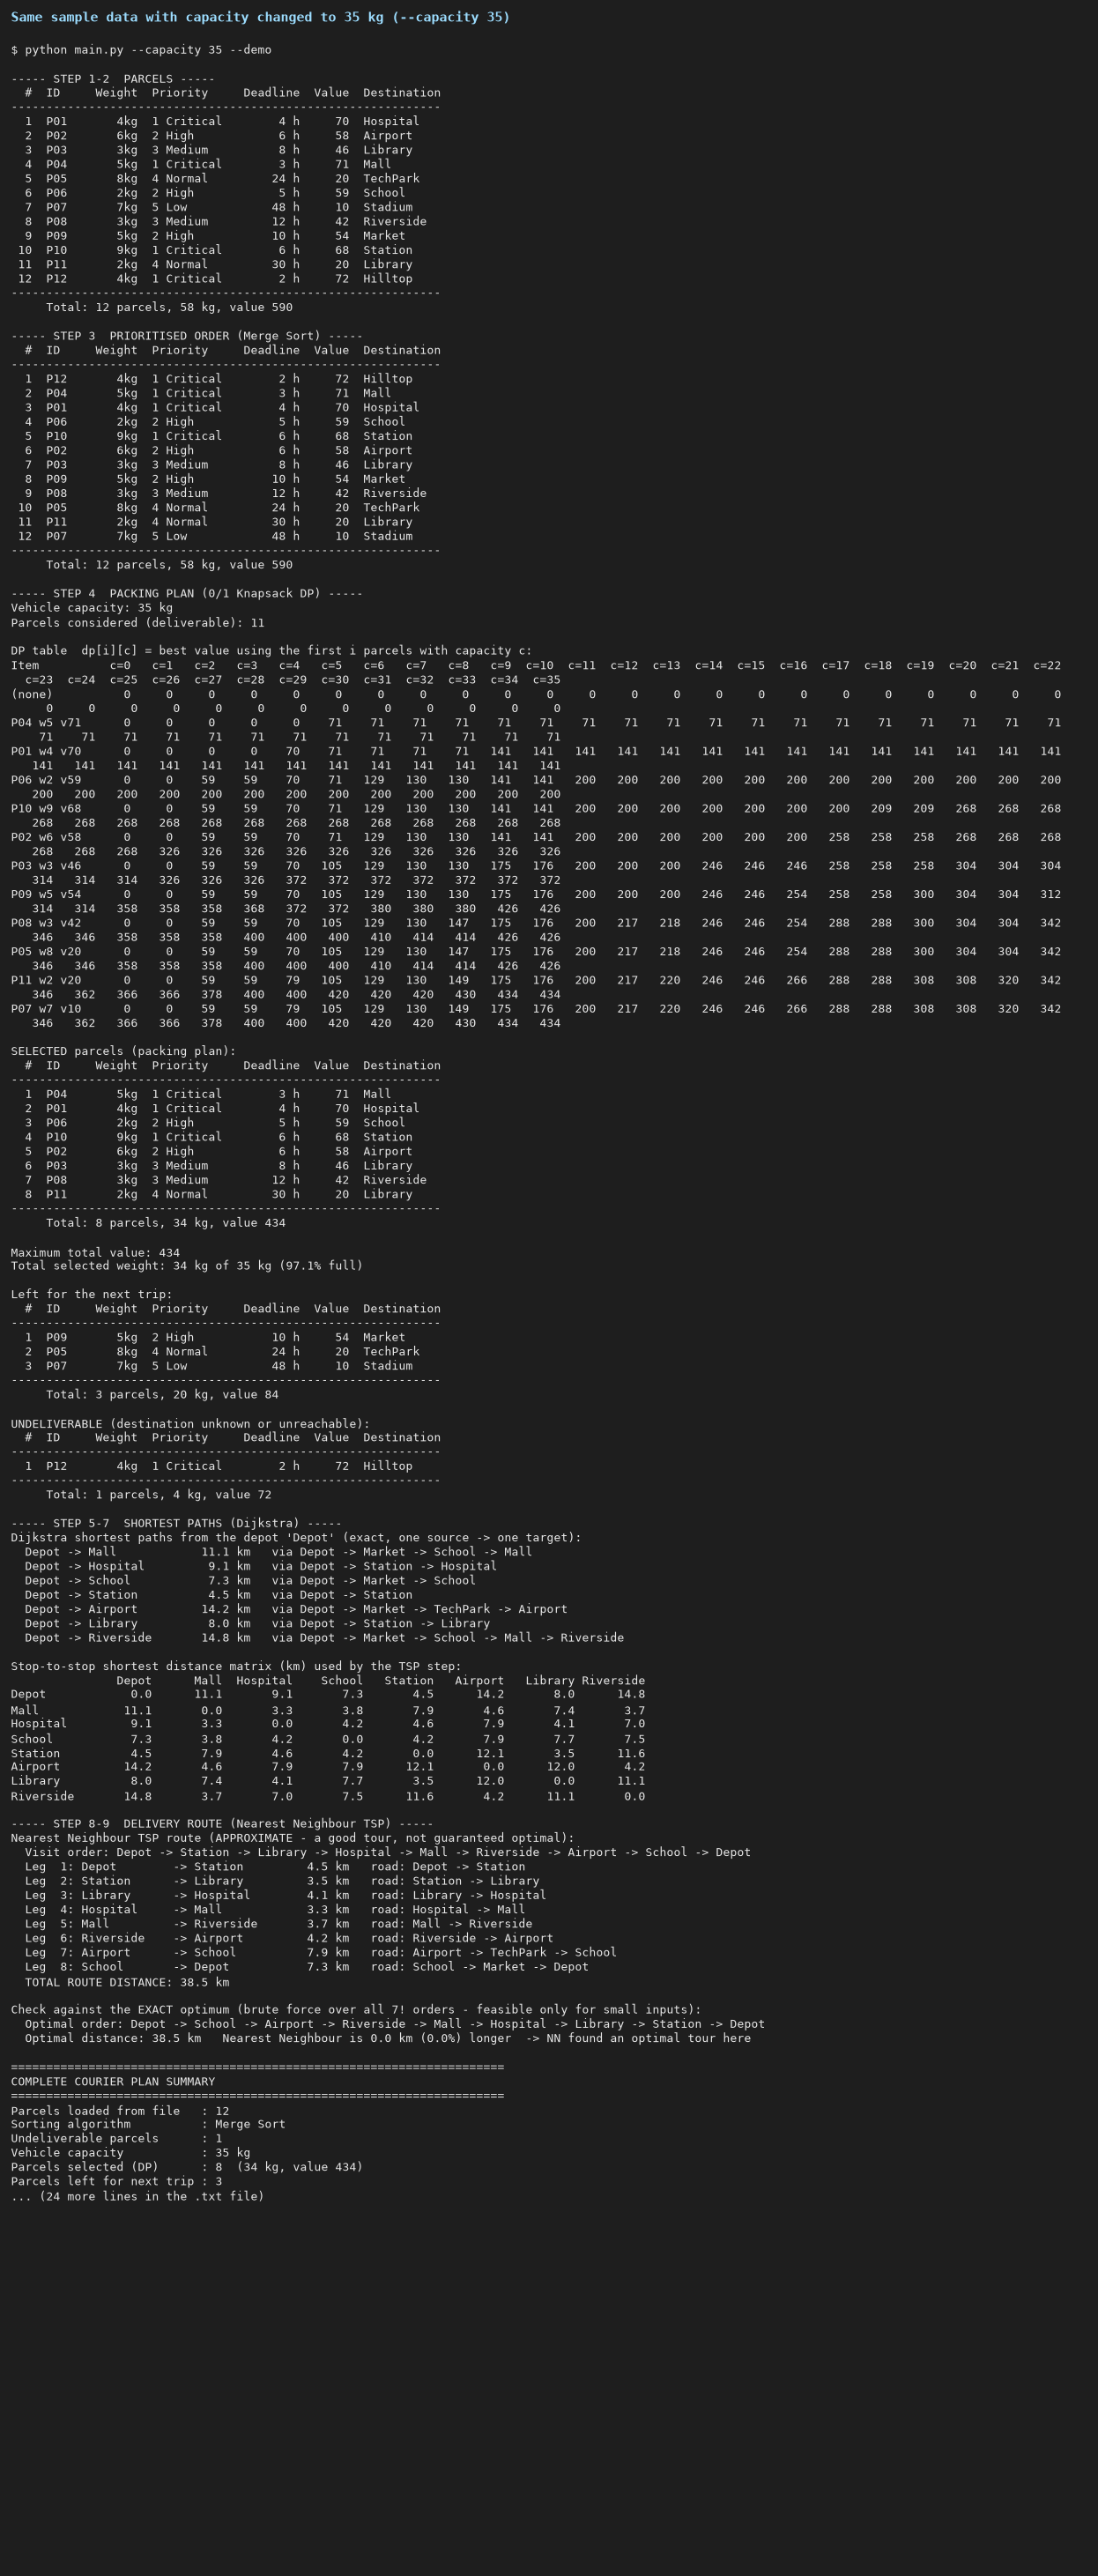 Same sample data with capacity changed to 35 kg (--capacity 35)
$ python main.py --capacity 35 --demo
----- STEP 1-2  PARCELS -----
  #  ID     Weight  Priority     Deadline  Value  Destination
-------------------------------------------------------------
  1  P01       4kg  1 Critical        4 h     70  Hospital
  2  P02       6kg  2 High            6 h     58  Airport
  3  P03       3kg  3 Medium          8 h     46  Library
  4  P04       5kg  1 Critical        3 h     71  Mall
  5  P05       8kg  4 Normal         24 h     20  TechPark
  6  P06       2kg  2 High            5 h     59  School
  7  P07       7kg  5 Low            48 h     10  Stadium
  8  P08       3kg  3 Medium         12 h     42  Riverside
  9  P09       5kg  2 High           10 h     54  Market
 10  P10       9kg  1 Critical        6 h     68  Station
 11  P11       2kg  4 Normal         30 h     20  Library
 12  P12       4kg  1 Critical        2 h     72  Hilltop
-------------------------------------------------------------
     Total: 12 parcels, 58 kg, value 590
----- STEP 3  PRIORITISED ORDER (Merge Sort) -----
  #  ID     Weight  Priority     Deadline  Value  Destination
-------------------------------------------------------------
  1  P12       4kg  1 Critical        2 h     72  Hilltop
  2  P04       5kg  1 Critical        3 h     71  Mall
  3  P01       4kg  1 Critical        4 h     70  Hospital
  4  P06       2kg  2 High            5 h     59  School
  5  P10       9kg  1 Critical        6 h     68  Station
  6  P02       6kg  2 High            6 h     58  Airport
  7  P03       3kg  3 Medium          8 h     46  Library
  8  P09       5kg  2 High           10 h     54  Market
  9  P08       3kg  3 Medium         12 h     42  Riverside
 10  P05       8kg  4 Normal         24 h     20  TechPark
 11  P11       2kg  4 Normal         30 h     20  Library
 12  P07       7kg  5 Low            48 h     10  Stadium
-------------------------------------------------------------
     Total: 12 parcels, 58 kg, value 590
----- STEP 4  PACKING PLAN (0/1 Knapsack DP) -----
Vehicle capacity: 35 kg
Parcels considered (deliverable): 11
DP table  dp[i][c] = best value using the first i parcels with capacity c:
Item          c=0   c=1   c=2   c=3   c=4   c=5   c=6   c=7   c=8   c=9  c=10  c=11  c=12  c=13  c=14  c=15  c=16  c=17  c=18  c=19  c=20  c=21  c=22
  c=23  c=24  c=25  c=26  c=27  c=28  c=29  c=30  c=31  c=32  c=33  c=34  c=35
(none)          0     0     0     0     0     0     0     0     0     0     0     0     0     0     0     0     0     0     0     0     0     0     0
     0     0     0     0     0     0     0     0     0     0     0     0     0
P04 w5 v71      0     0     0     0     0    71    71    71    71    71    71    71    71    71    71    71    71    71    71    71    71    71    71
    71    71    71    71    71    71    71    71    71    71    71    71    71
P01 w4 v70      0     0     0     0    70    71    71    71    71   141   141   141   141   141   141   141   141   141   141   141   141   141   141
   141   141   141   141   141   141   141   141   141   141   141   141   141
P06 w2 v59      0     0    59    59    70    71   129   130   130   141   141   200   200   200   200   200   200   200   200   200   200   200   200
   200   200   200   200   200   200   200   200   200   200   200   200   200
P10 w9 v68      0     0    59    59    70    71   129   130   130   141   141   200   200   200   200   200   200   200   209   209   268   268   268
   268   268   268   268   268   268   268   268   268   268   268   268   268
P02 w6 v58      0     0    59    59    70    71   129   130   130   141   141   200   200   200   200   200   200   258   258   258   268   268   268
   268   268   268   326   326   326   326   326   326   326   326   326   326
P03 w3 v46      0     0    59    59    70   105   129   130   130   175   176   200   200   200   246   246   246   258   258   258   304   304   304
   314   314   314   326   326   326   372   372   372   372   372   372   372
P09 w5 v54      0     0    59    59    70   105   129   130   130   175   176   200   200   200   246   246   254   258   258   300   304   304   312
   314   314   358   358   358   368   372   372   380   380   380   426   426
P08 w3 v42      0     0    59    59    70   105   129   130   147   175   176   200   217   218   246   246   254   288   288   300   304   304   342
   346   346   358   358   358   400   400   400   410   414   414   426   426
P05 w8 v20      0     0    59    59    70   105   129   130   147   175   176   200   217   218   246   246   254   288   288   300   304   304   342
   346   346   358   358   358   400   400   400   410   414   414   426   426
P11 w2 v20      0     0    59    59    79   105   129   130   149   175   176   200   217   220   246   246   266   288   288   308   308   320   342
   346   362   366   366   378   400   400   420   420   420   430   434   434
P07 w7 v10      0     0    59    59    79   105   129   130   149   175   176   200   217   220   246   246   266   288   288   308   308   320   342
   346   362   366   366   378   400   400   420   420   420   430   434   434
SELECTED parcels (packing plan):
  #  ID     Weight  Priority     Deadline  Value  Destination
-------------------------------------------------------------
  1  P04       5kg  1 Critical        3 h     71  Mall
  2  P01       4kg  1 Critical        4 h     70  Hospital
  3  P06       2kg  2 High            5 h     59  School
  4  P10       9kg  1 Critical        6 h     68  Station
  5  P02       6kg  2 High            6 h     58  Airport
  6  P03       3kg  3 Medium          8 h     46  Library
  7  P08       3kg  3 Medium         12 h     42  Riverside
  8  P11       2kg  4 Normal         30 h     20  Library
-------------------------------------------------------------
     Total: 8 parcels, 34 kg, value 434
Maximum total value: 434
Total selected weight: 34 kg of 35 kg (97.1% full)
Left for the next trip:
  #  ID     Weight  Priority     Deadline  Value  Destination
-------------------------------------------------------------
  1  P09       5kg  2 High           10 h     54  Market
  2  P05       8kg  4 Normal         24 h     20  TechPark
  3  P07       7kg  5 Low            48 h     10  Stadium
-------------------------------------------------------------
     Total: 3 parcels, 20 kg, value 84
UNDELIVERABLE (destination unknown or unreachable):
  #  ID     Weight  Priority     Deadline  Value  Destination
-------------------------------------------------------------
  1  P12       4kg  1 Critical        2 h     72  Hilltop
-------------------------------------------------------------
     Total: 1 parcels, 4 kg, value 72
----- STEP 5-7  SHORTEST PATHS (Dijkstra) -----
Dijkstra shortest paths from the depot 'Depot' (exact, one source -> one target):
  Depot -> Mall            11.1 km   via Depot -> Market -> School -> Mall
  Depot -> Hospital         9.1 km   via Depot -> Station -> Hospital
  Depot -> School           7.3 km   via Depot -> Market -> School
  Depot -> Station          4.5 km   via Depot -> Station
  Depot -> Airport         14.2 km   via Depot -> Market -> TechPark -> Airport
  Depot -> Library          8.0 km   via Depot -> Station -> Library
  Depot -> Riverside       14.8 km   via Depot -> Market -> School -> Mall -> Riverside
Stop-to-stop shortest distance matrix (km) used by the TSP step:
               Depot      Mall  Hospital    School   Station   Airport   Library Riverside
Depot            0.0      11.1       9.1       7.3       4.5      14.2       8.0      14.8
Mall            11.1       0.0       3.3       3.8       7.9       4.6       7.4       3.7
Hospital         9.1       3.3       0.0       4.2       4.6       7.9       4.1       7.0
School           7.3       3.8       4.2       0.0       4.2       7.9       7.7       7.5
Station          4.5       7.9       4.6       4.2       0.0      12.1       3.5      11.6
Airport         14.2       4.6       7.9       7.9      12.1       0.0      12.0       4.2
Library          8.0       7.4       4.1       7.7       3.5      12.0       0.0      11.1
Riverside       14.8       3.7       7.0       7.5      11.6       4.2      11.1       0.0
----- STEP 8-9  DELIVERY ROUTE (Nearest Neighbour TSP) -----
Nearest Neighbour TSP route (APPROXIMATE - a good tour, not guaranteed optimal):
  Visit order: Depot -> Station -> Library -> Hospital -> Mall -> Riverside -> Airport -> School -> Depot
  Leg  1: Depot        -> Station         4.5 km   road: Depot -> Station
  Leg  2: Station      -> Library         3.5 km   road: Station -> Library
  Leg  3: Library      -> Hospital        4.1 km   road: Library -> Hospital
  Leg  4: Hospital     -> Mall            3.3 km   road: Hospital -> Mall
  Leg  5: Mall         -> Riverside       3.7 km   road: Mall -> Riverside
  Leg  6: Riverside    -> Airport         4.2 km   road: Riverside -> Airport
  Leg  7: Airport      -> School          7.9 km   road: Airport -> TechPark -> School
  Leg  8: School       -> Depot           7.3 km   road: School -> Market -> Depot
  TOTAL ROUTE DISTANCE: 38.5 km
Check against the EXACT optimum (brute force over all 7! orders - feasible only for small inputs):
  Optimal order: Depot -> School -> Airport -> Riverside -> Mall -> Hospital -> Library -> Station -> Depot
  Optimal distance: 38.5 km   Nearest Neighbour is 0.0 km (0.0%) longer  -> NN found an optimal tour here
======================================================================
COMPLETE COURIER PLAN SUMMARY
======================================================================
Parcels loaded from file   : 12
Sorting algorithm          : Merge Sort
Undeliverable parcels      : 1
Vehicle capacity           : 35 kg
Parcels selected (DP)      : 8  (34 kg, value 434)
Parcels left for next trip : 3
... (24 more lines in the .txt file)